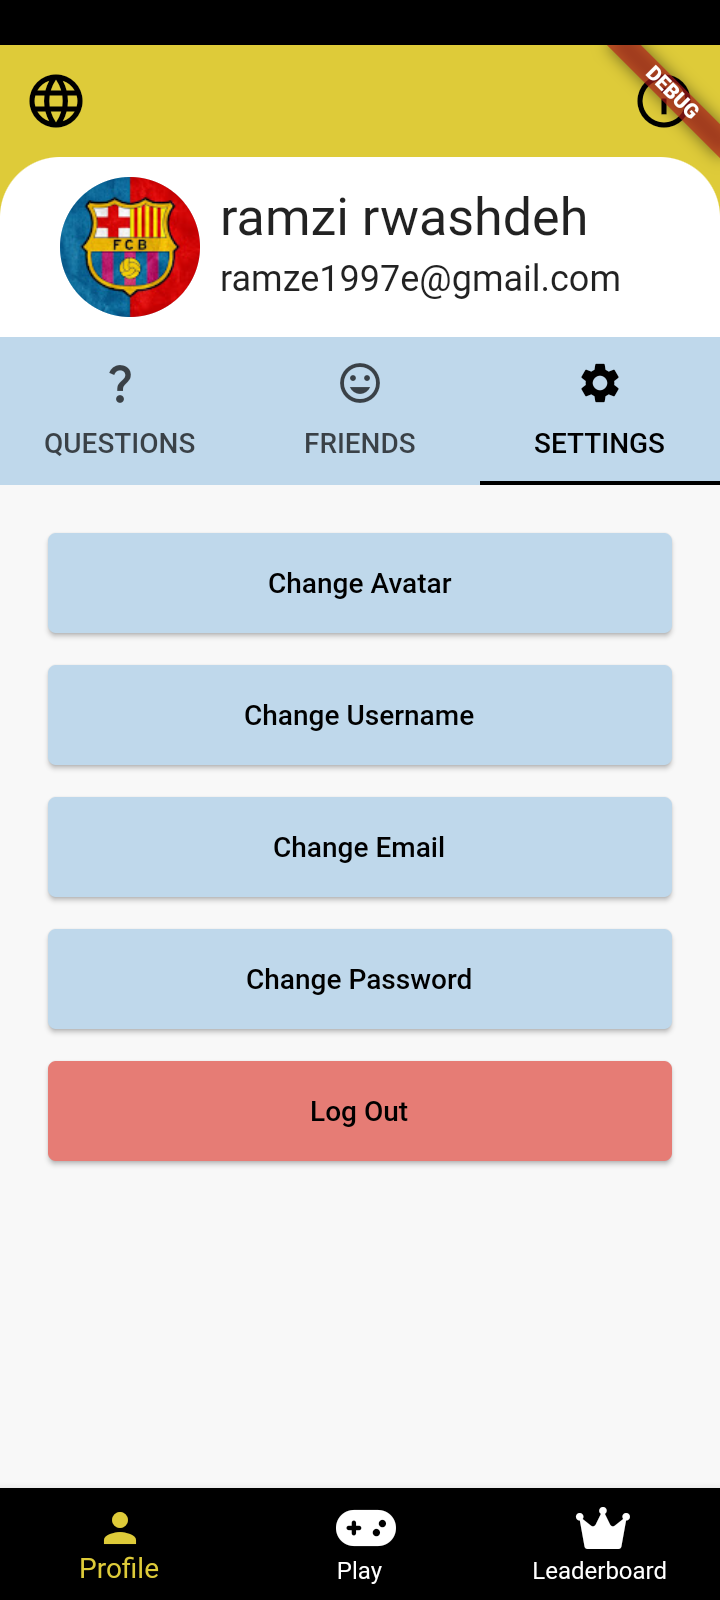 DEBUG
FCB
ramzi rwashdeh
ramze1997e@gmail.com
QUESTIONS
FRIENDS
SETTINGS
Change Avatar
Change Username
Change Email
Change Password
Log Out
Profile
Play
Leaderboard